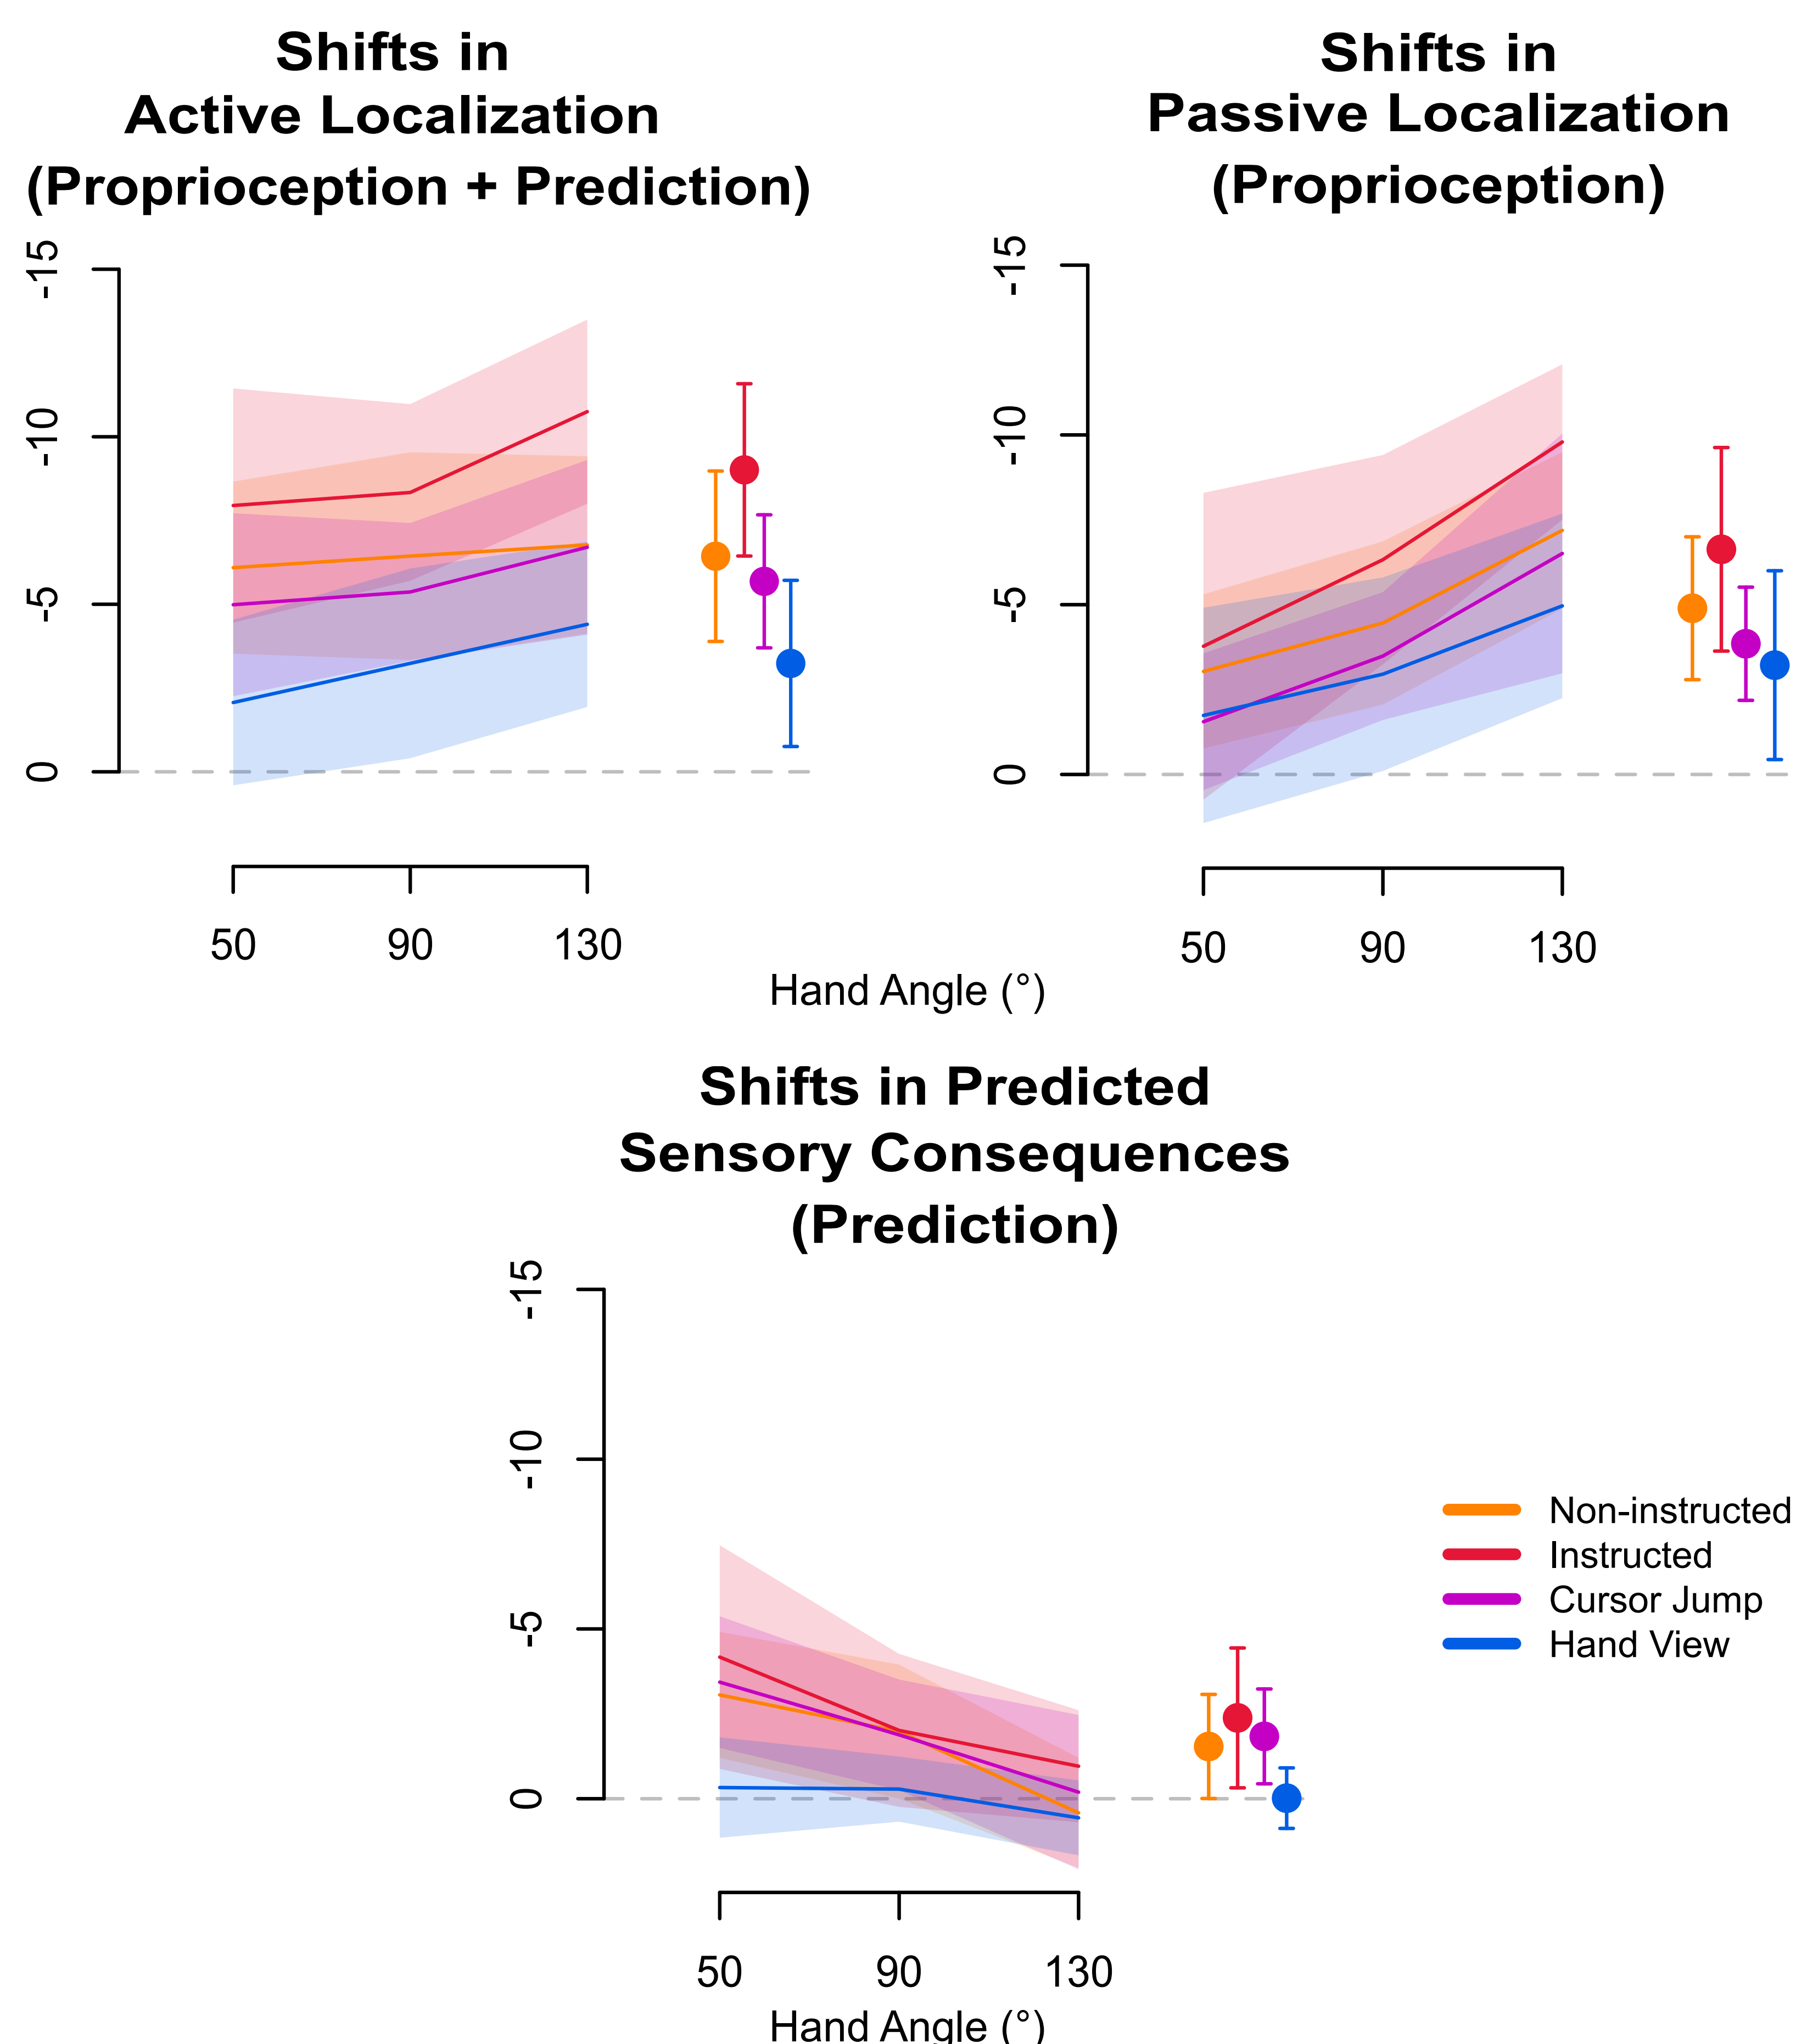 Shifts in
Active Localization
(Proprioception + Prediction)
-15
-10
-5
0
50 90 130
Shifts in
Passive Localization
(Proprioception)
-15
-10
-5
0
50 90 130
Hand Angle (°)
Shifts in Predicted
Sensory Consequences
(Prediction)
-15
-10
-5
0
50 90 130
Hand Angle (°)
Non-instructed
Instructed
Cursor Jump
Hand View